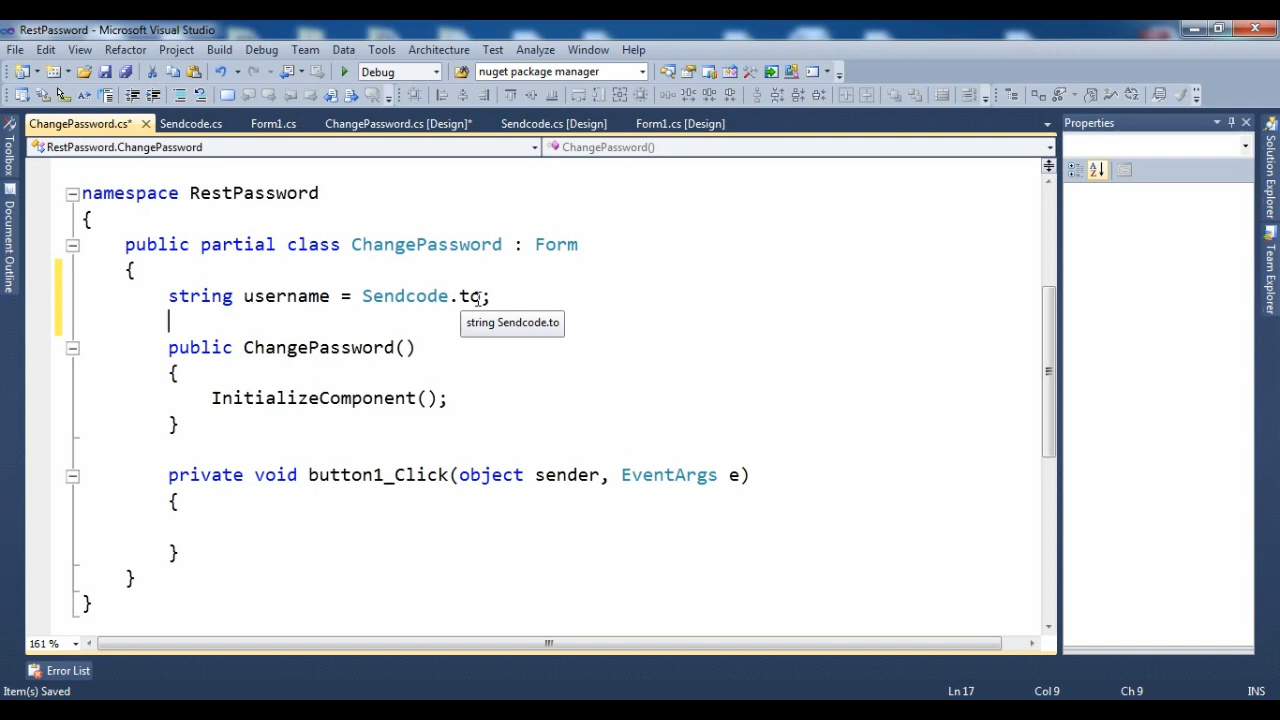 RestPassword - Microsoft Visual Studio
File Edit View Refactor Project Build Debug Team Data Tools Architecture Test Analyze Window Help
Debug nuget package manager
ChangePassword.cs* Sendcode.cs Form1.cs ChangePassword.cs [Design]* Sendcode.cs [Design] Form1.cs [Design]
Properties
RestPassword.ChangePassword ChangePassword()
Toolbox
Document Outline
Solution Explorer
Team Explorer
namespace RestPassword
{
public partial class ChangePassword : Form
{
string username = Sendcode.to;
string Sendcode.to
public ChangePassword()
{
InitializeComponent();
}
private void button1_Click(object sender, EventArgs e)
{
}
}
}
161 %
Error List
Item(s) Saved Ln 17 Col 9 Ch 9 INS